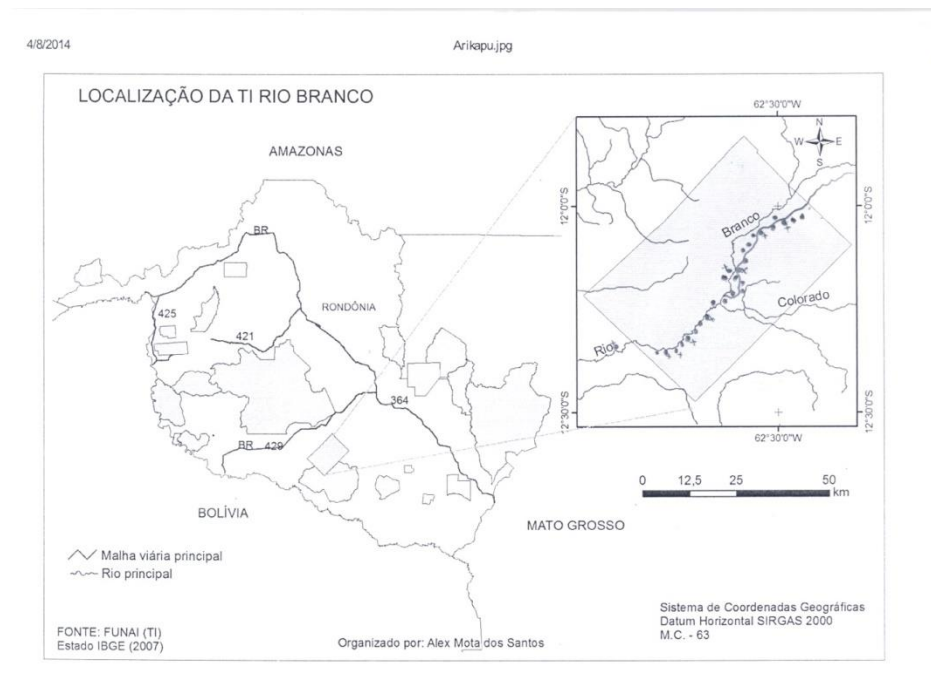 4/8/2014
Arikapu.jpg
LOCALIZAÇÃO DA TI RIO BRANCO
62°30'0"W
AMAZONAS
N
W
E
S
12°0'0"S
12°0'0"S
Branco
BR
RONDÔNIA
425
421
Colorado
Rio
364
BR 429
12°30'0"S
12°30'0"S
62°30'0"W
0 12,5 25 50
km
BOLÍVIA
MATO GROSSO
Malha viária principal
Rio principal
Sistema de Coordenadas Geográficas
Datum Horizontal SIRGAS 2000
M.C. - 63
FONTE: FUNAI (TI)
Estado IBGE (2007)
Organizado por: Alex Mota dos Santos